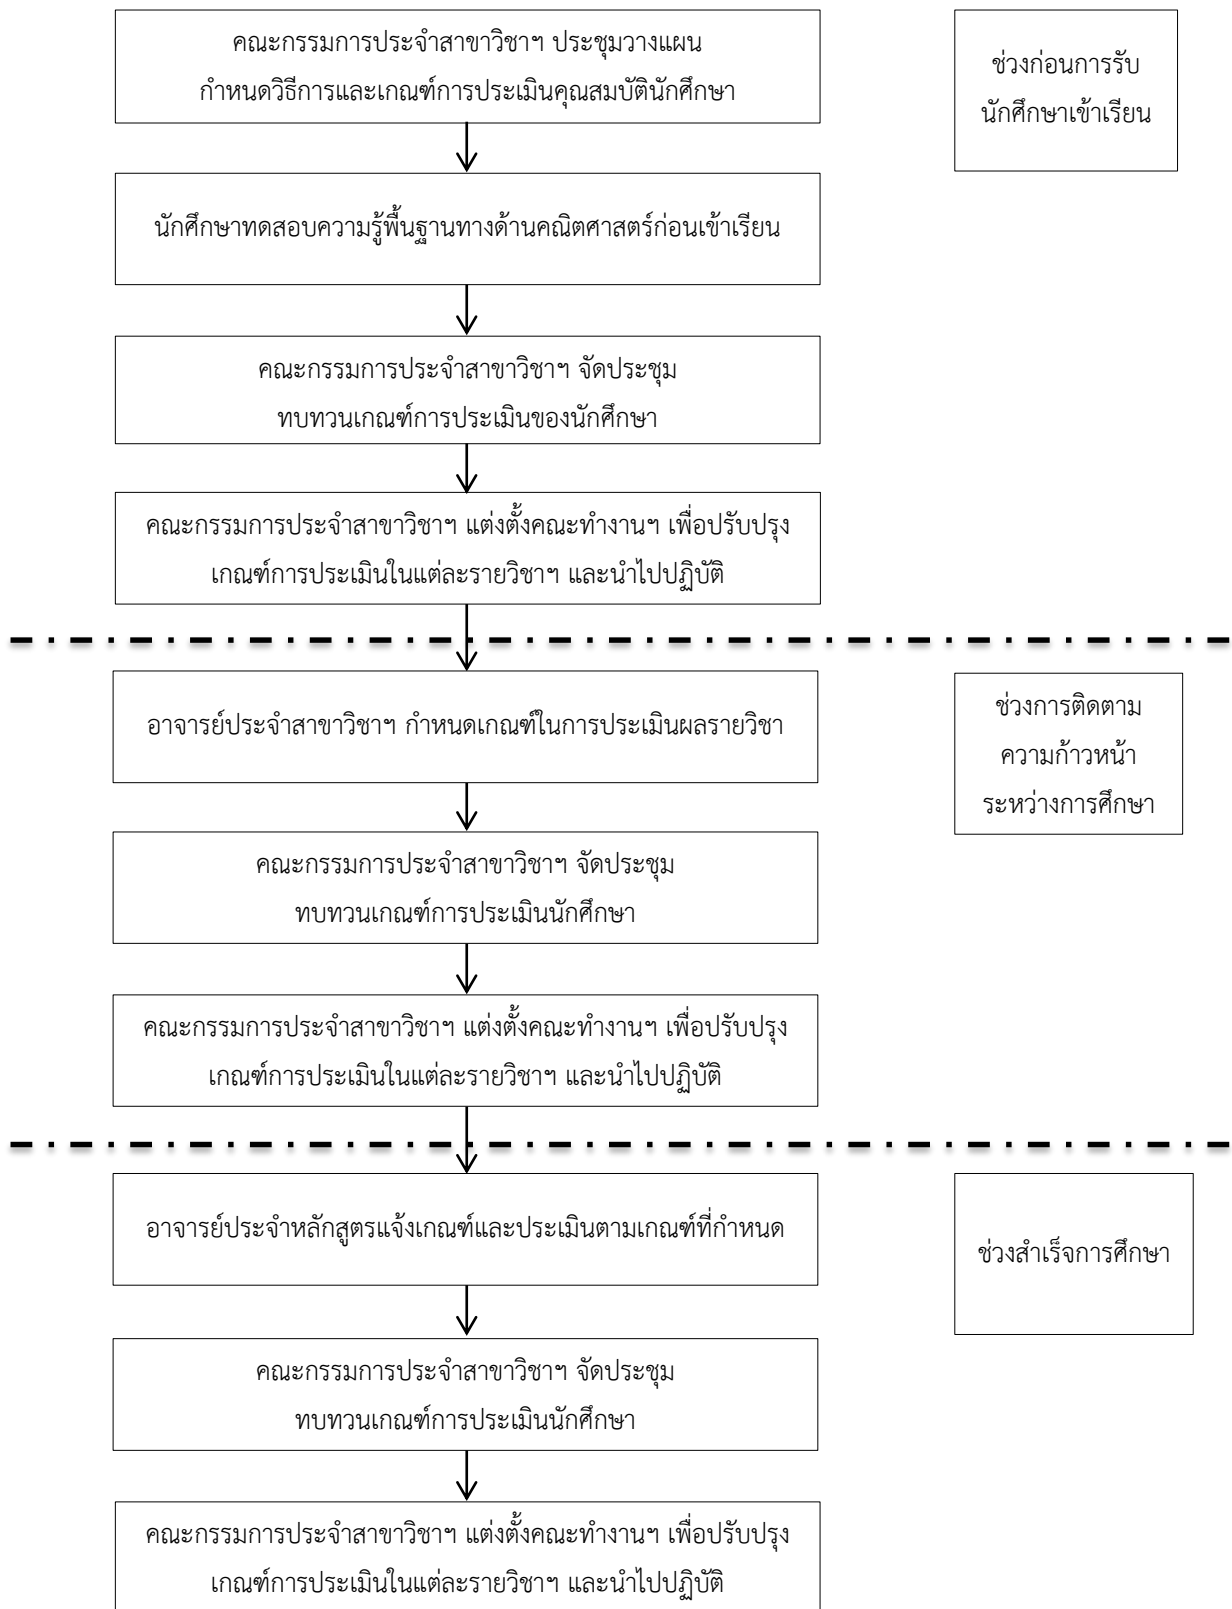 คณะกรรมการประจำสาขาวิชาฯ ประชุมวางแผน
กำหนดวิธีการและเกณฑ์การประเมินคุณสมบัตินักศึกษา
ช่วงก่อนการรับ
นักศึกษาเข้าเรียน
นักศึกษาทดสอบความรู้พื้นฐานทางด้านคณิตศาสตร์ก่อนเข้าเรียน
คณะกรรมการประจำสาขาวิชาฯ จัดประชุม
ทบทวนเกณฑ์การประเมินของนักศึกษา
คณะกรรมการประจำสาขาวิชาฯ แต่งตั้งคณะทำงานฯ เพื่อปรับปรุง
เกณฑ์การประเมินในแต่ละรายวิชาฯ และนำไปปฏิบัติ
อาจารย์ประจำสาขาวิชาฯ กำหนดเกณฑ์ในการประเมินผลรายวิชา
ช่วงการติดตาม
ความก้าวหน้า
ระหว่างการศึกษา
คณะกรรมการประจำสาขาวิชาฯ จัดประชุม
ทบทวนเกณฑ์การประเมินนักศึกษา
คณะกรรมการประจำสาขาวิชาฯ แต่งตั้งคณะทำงานฯ เพื่อปรับปรุง
เกณฑ์การประเมินในแต่ละรายวิชาฯ และนำไปปฏิบัติ
อาจารย์ประจำหลักสูตรแจ้งเกณฑ์และประเมินตามเกณฑ์ที่กำหนด
ช่วงสำเร็จการศึกษา
คณะกรรมการประจำสาขาวิชาฯ จัดประชุม
ทบทวนเกณฑ์การประเมินนักศึกษา
คณะกรรมการประจำสาขาวิชาฯ แต่งตั้งคณะทำงานฯ เพื่อปรับปรุง
เกณฑ์การประเมินในแต่ละรายวิชาฯ และนำไปปฏิบัติ